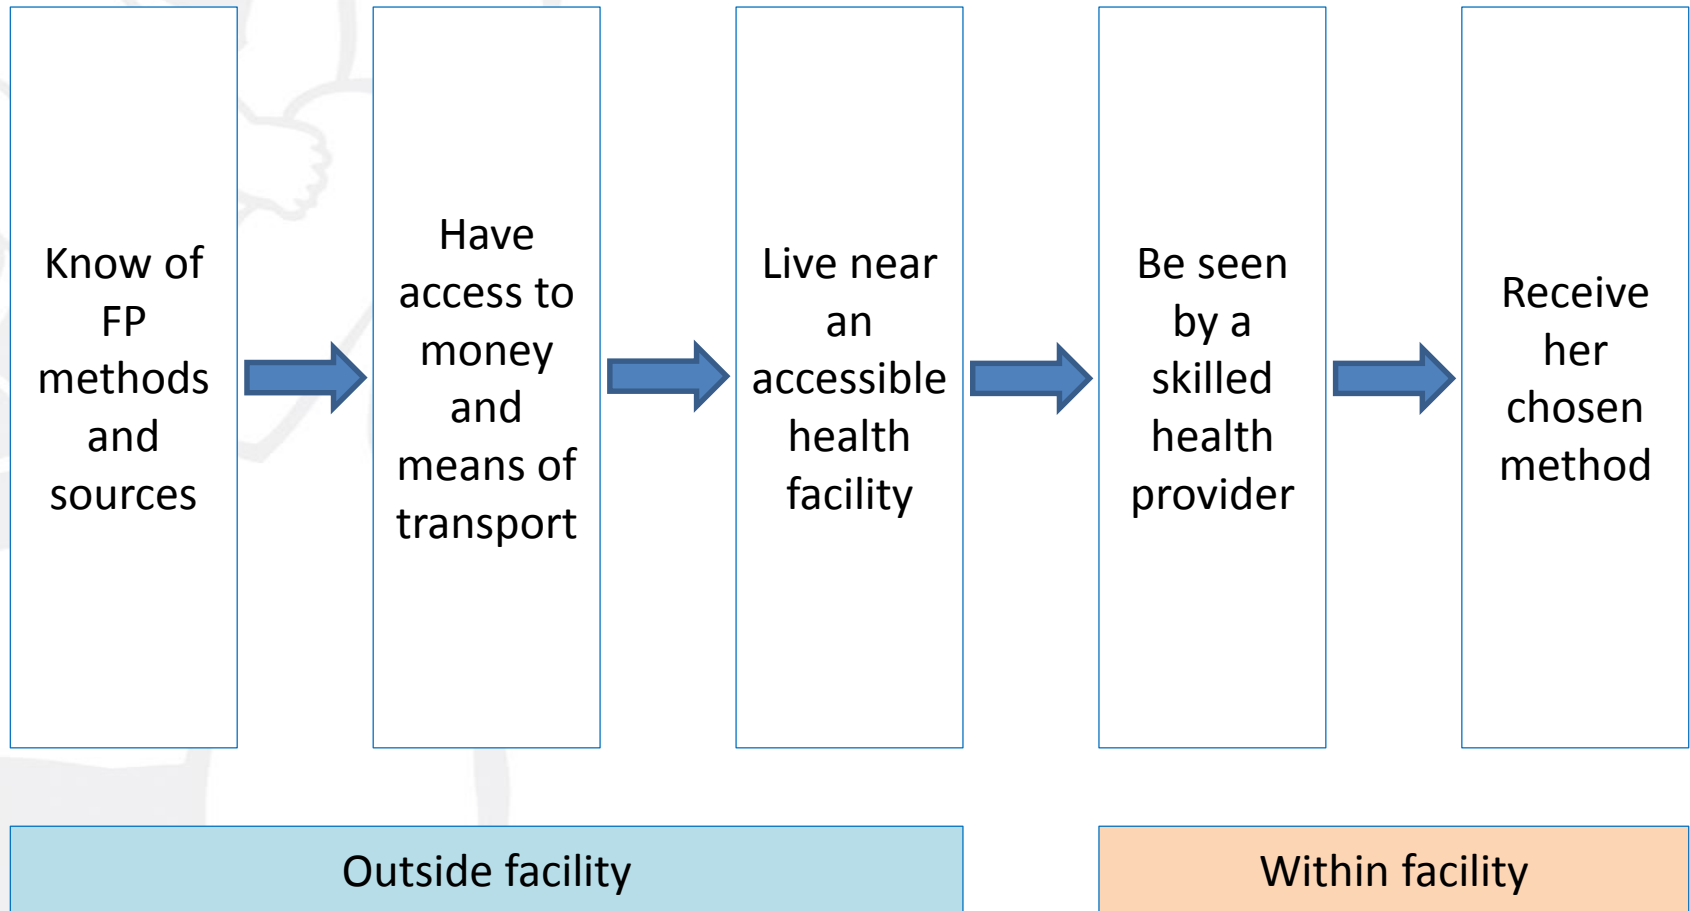 Know of
FP
methods
and
sources
Have
access to
money
and
means of
transport
Live near
an
accessible
health
facility
Be seen
by a
skilled
health
provider
Receive
her
chosen
method
Outside facility
Within facility